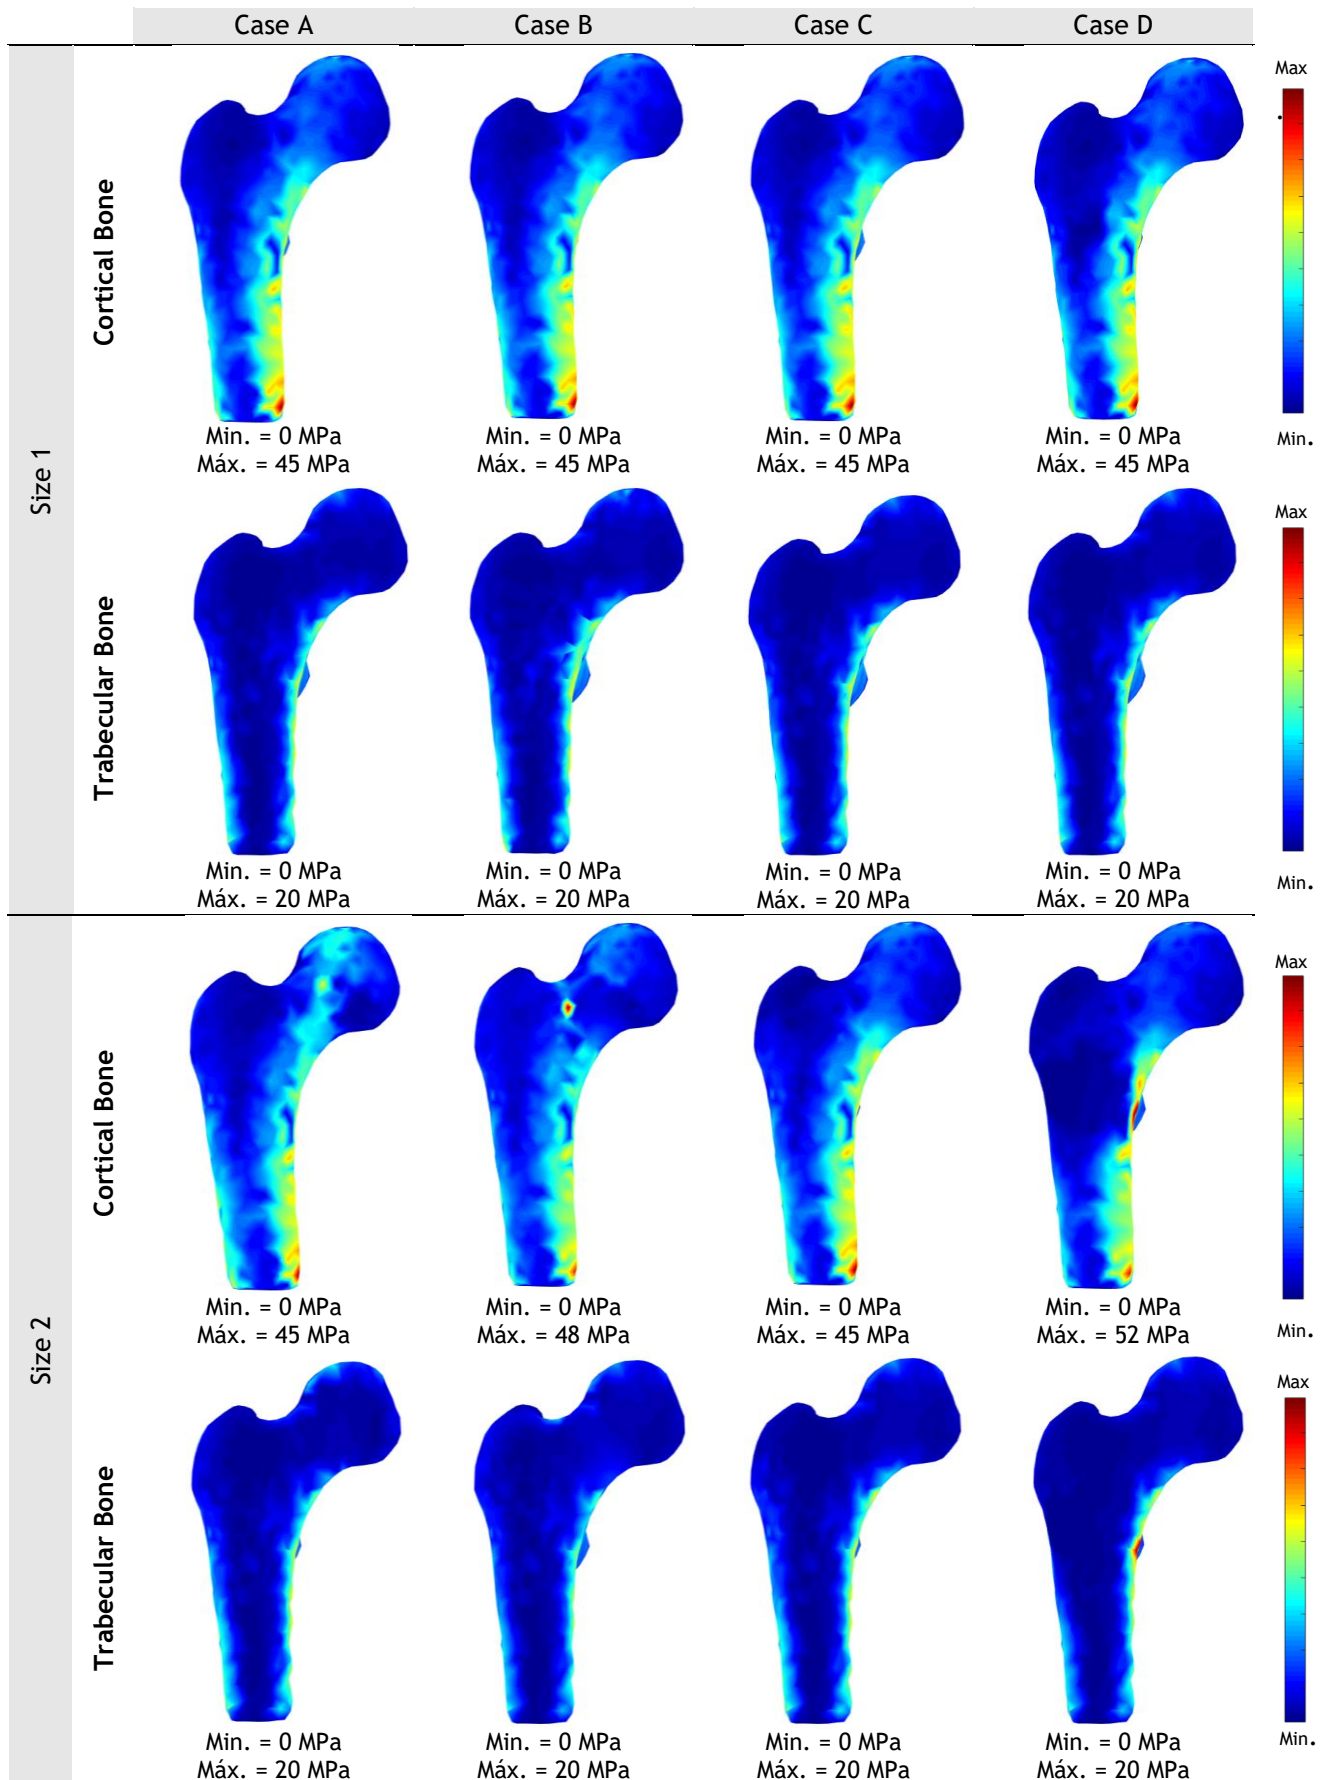 Case A
Case B
Case C
Case D
Size 1
Cortical Bone
Max
Min.
Min. = 0 MPa
Máx. = 45 MPa
Min. = 0 MPa
Máx. = 45 MPa
Min. = 0 MPa
Máx. = 45 MPa
Min. = 0 MPa
Máx. = 45 MPa
Trabecular Bone
Max
Min.
Min. = 0 MPa
Máx. = 20 MPa
Min. = 0 MPa
Máx. = 20 MPa
Min. = 0 MPa
Máx. = 20 MPa
Min. = 0 MPa
Máx. = 20 MPa
Size 2
Cortical Bone
Max
Min.
Min. = 0 MPa
Máx. = 45 MPa
Min. = 0 MPa
Máx. = 48 MPa
Min. = 0 MPa
Máx. = 45 MPa
Min. = 0 MPa
Máx. = 52 MPa
Trabecular Bone
Max
Min.
Min. = 0 MPa
Máx. = 20 MPa
Min. = 0 MPa
Máx. = 20 MPa
Min. = 0 MPa
Máx. = 20 MPa
Min. = 0 MPa
Máx. = 20 MPa